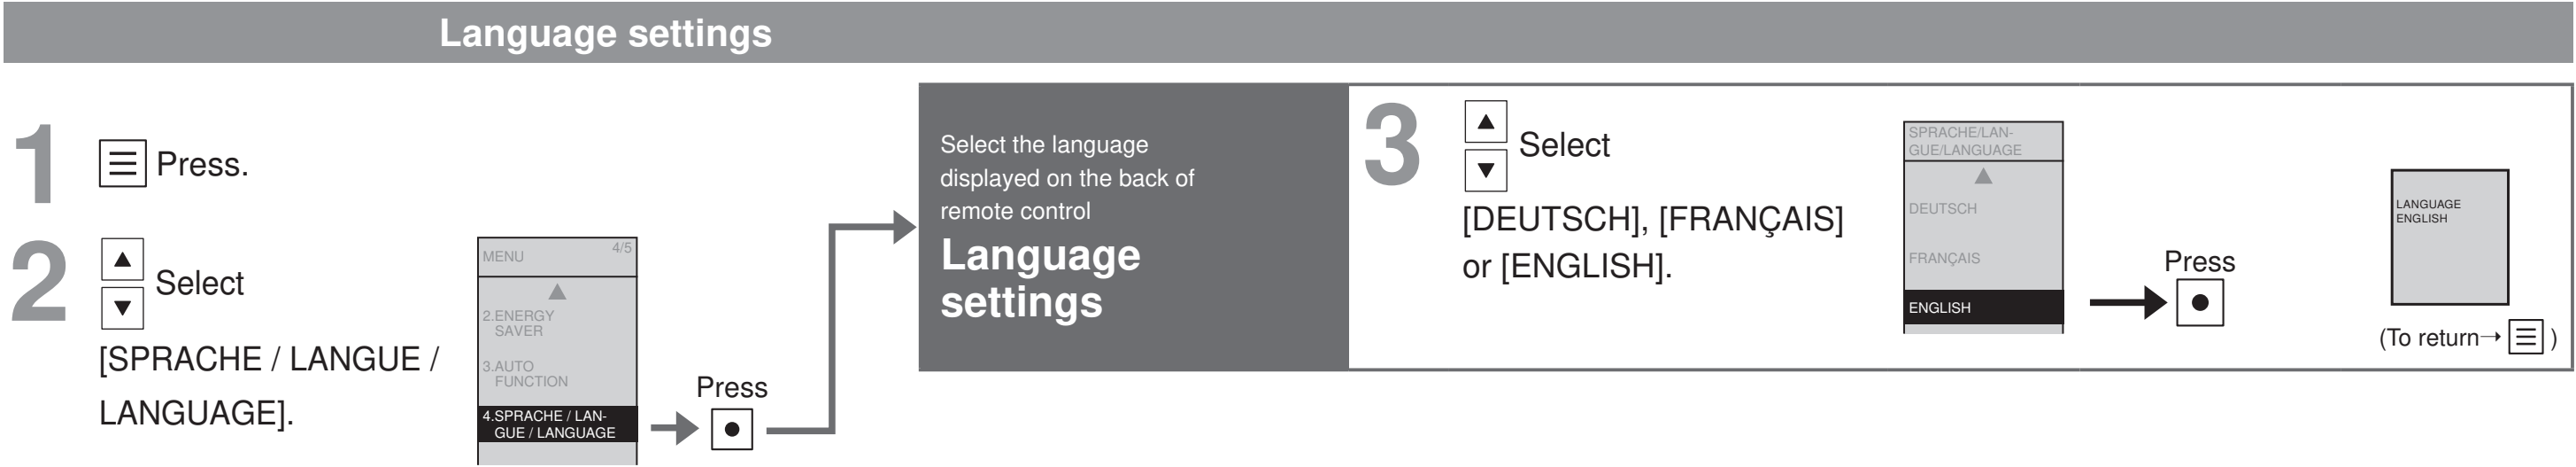 Language settings
1
Press.
2
Select
[SPRACHE / LANGUE /
LANGUAGE].
MENU 4/5
2.ENERGY
SAVER
3.AUTO
FUNCTION
4.SPRACHE / LAN-
GUE / LANGUAGE
Press
Select the language
displayed on the back of
remote control
Language
settings
3
Select
[DEUTSCH], [FRANÇAIS]
or [ENGLISH].
SPRACHE/LAN-
GUE/LANGUAGE
DEUTSCH
FRANÇAIS
ENGLISH
Press
LANGUAGE
ENGLISH
(To return→ )